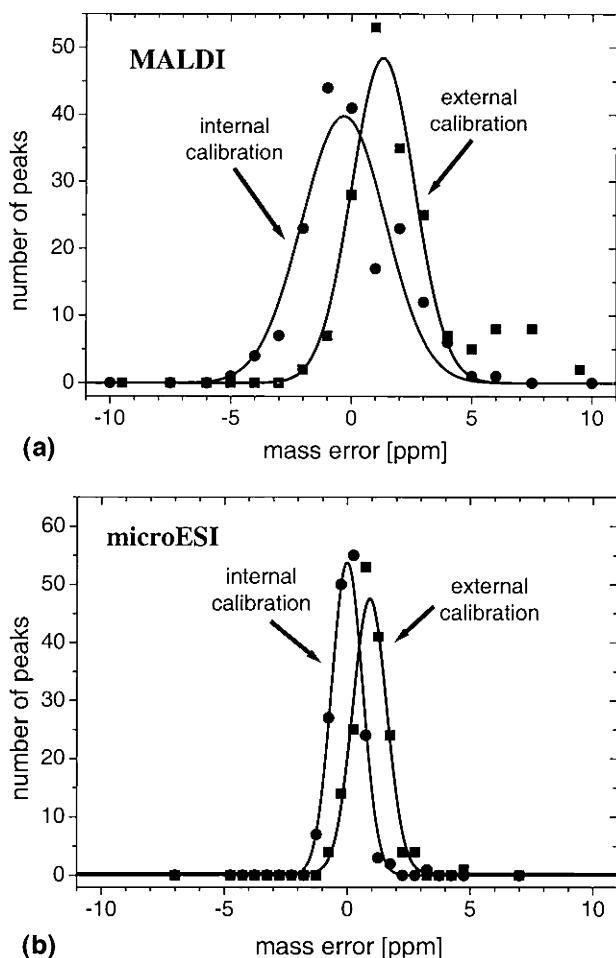 MALDI
internal
calibration
external
calibration
number of peaks
50
40
30
20
10
0
-10
-5
0
5
10
mass error [ppm]
(a)
microESI
internal
calibration
external
calibration
number of peaks
60
50
40
30
20
10
0
-10
-5
0
5
10
mass error [ppm]
(b)